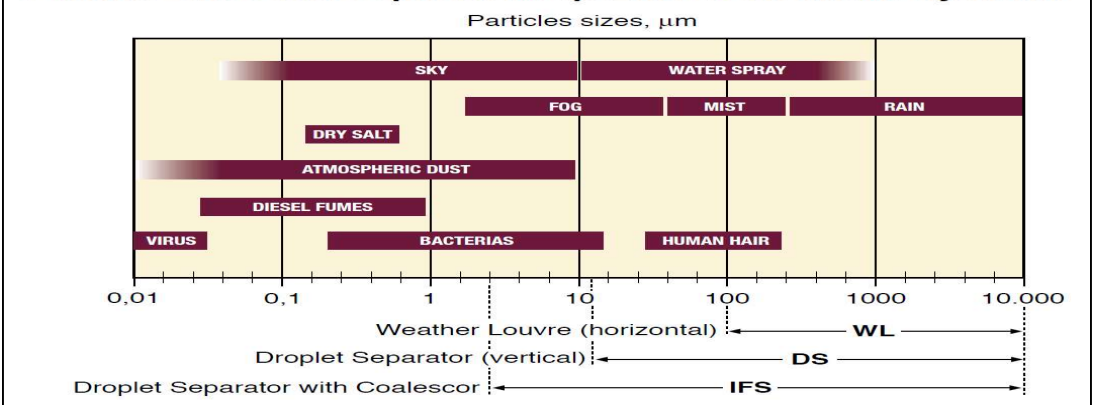 Particles sizes, µm
SKY WATER SPRAY
FOG MIST RAIN
DRY SALT
ATMOSPHERIC DUST
DIESEL FUMES
VIRUS BACTERIAS HUMAN HAIR
0,01 0,1 1 10 100 1000 10.000
Weather Louvre (horizontal) WL
Droplet Separator (vertical) DS
Droplet Separator with Coalescor IFS